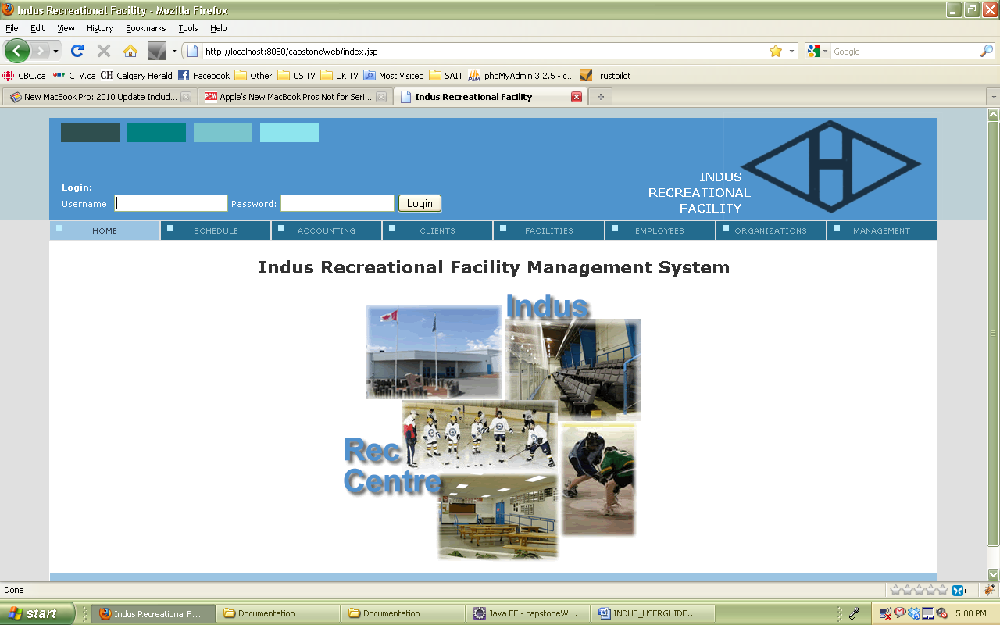 Indus Recreational Facility - Mozilla Firefox
File Edit View History Bookmarks Tools Help
http://localhost:8080/capstoneWeb/index.jsp
Google
CBC.ca CTV.ca CH Calgary Herald Facebook Other US TV UK TV Most Visited SAIT PMA phpMyAdmin 3.2.5 - c... Trustpilot
New MacBook Pro: 2010 Update Includ... PCW Apple's New MacBook Pros Not for Seri... Indus Recreational Facility
H
INDUS
RECREATIONAL
FACILITY
Login:
Username: Password: Login
HOME SCHEDULE ACCOUNTING CLIENTS FACILITIES EMPLOYEES ORGANIZATIONS MANAGEMENT
Indus Recreational Facility Management System
Indus
Rec
Centre
Done
start Indus Recreational F... Documentation Documentation Java EE - capstoneW... INDUS_USERGUIDE.... 5:08 PM